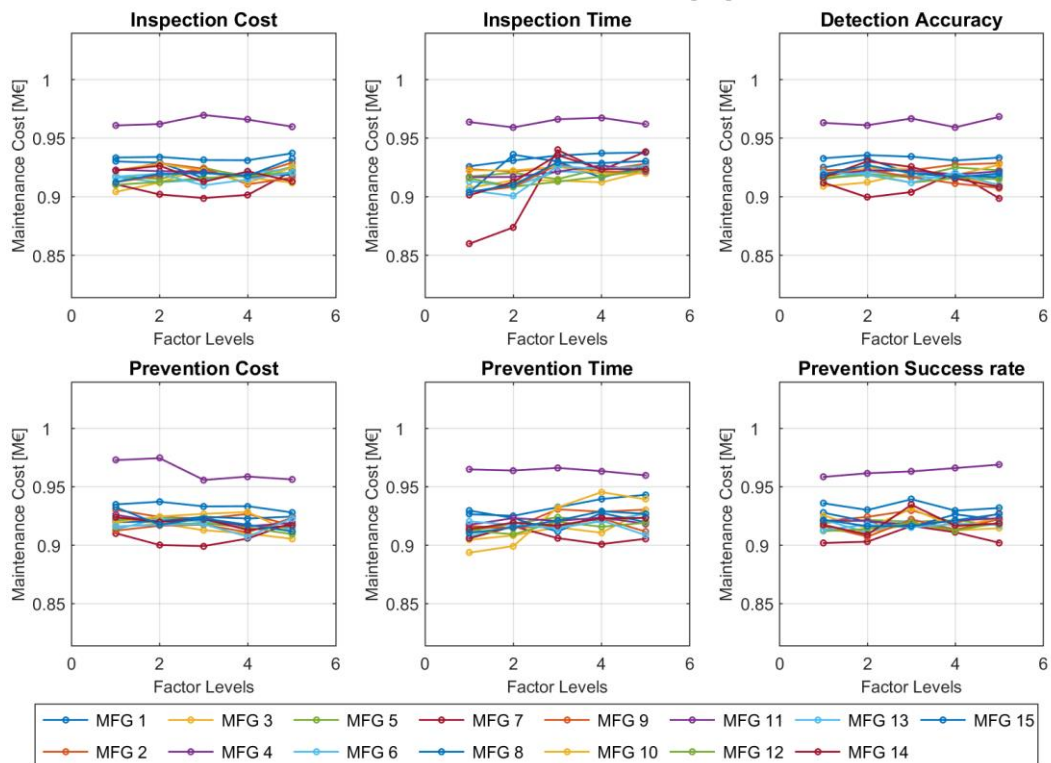 Inspection Cost Inspection Time Detection Accuracy
Maintenance Cost [M€] Maintenance Cost [M€] Maintenance Cost [M€]
1 1 1
0.95 0.95 0.95
0.9 0.9 0.9
0.85 0.85 0.85
0 2 4 6 0 2 4 6 0 2 4 6
Factor Levels Factor Levels Factor Levels
Prevention Cost Prevention Time Prevention Success rate
Maintenance Cost [M€] Maintenance Cost [M€] Maintenance Cost [M€]
1 1 1
0.95 0.95 0.95
0.9 0.9 0.9
0.85 0.85 0.85
0 2 4 6 0 2 4 6 0 2 4 6
Factor Levels Factor Levels Factor Levels
MFG 1 MFG 3 MFG 5 MFG 7 MFG 9 MFG 11 MFG 13 MFG 15
MFG 2 MFG 4 MFG 6 MFG 8 MFG 10 MFG 12 MFG 14